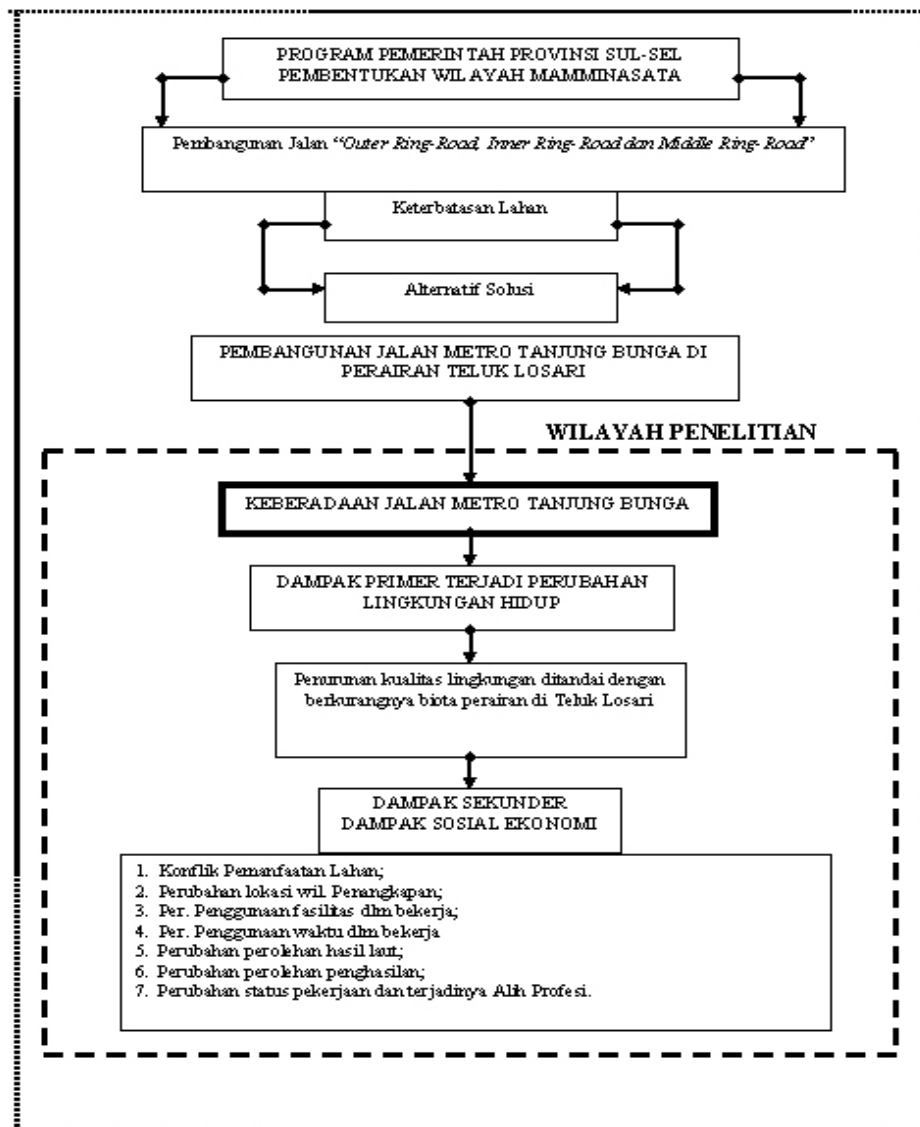 PROGRAM PEMERINTAH PROVINSI SUL-SEL
PEMBENTUKAN WILAYAH MAMMINASATA
Pembangunan Jalan “Outer Ring-Road, Inner Ring-Road dan Middle Ring-Road”
Keterbatasan Lahan
Alternatif Solusi
PEMBANGUNAN JALAN METRO TANJUNG BUNGA DI
PERAIRAN TELUK LOSARI
WILAYAH PENELITIAN
KEBERADAAN JALAN METRO TANJUNG BUNGA
DAMPAK PRIMER TERJADI PERUBAHAN
LINGKUNGAN HIDUP
Penurunan kualitas lingkungan ditandai dengan
berkurangnya biota perairan di Teluk Losari
DAMPAK SEKUNDER
DAMPAK SOSIAL EKONOMI
1. Konflik Pemanfaatan Lahan;
2. Perubahan lokasi wil. Penangkapan;
3. Per. Penggunaan fasilitas dlm bekerja;
4. Per. Penggunaan waktu dlm bekerja
5. Perubahan perolehan hasil laut;
6. Perubahan perolehan penghasilan;
7. Perubahan status pekerjaan dan terjadinya Alih Profesi.